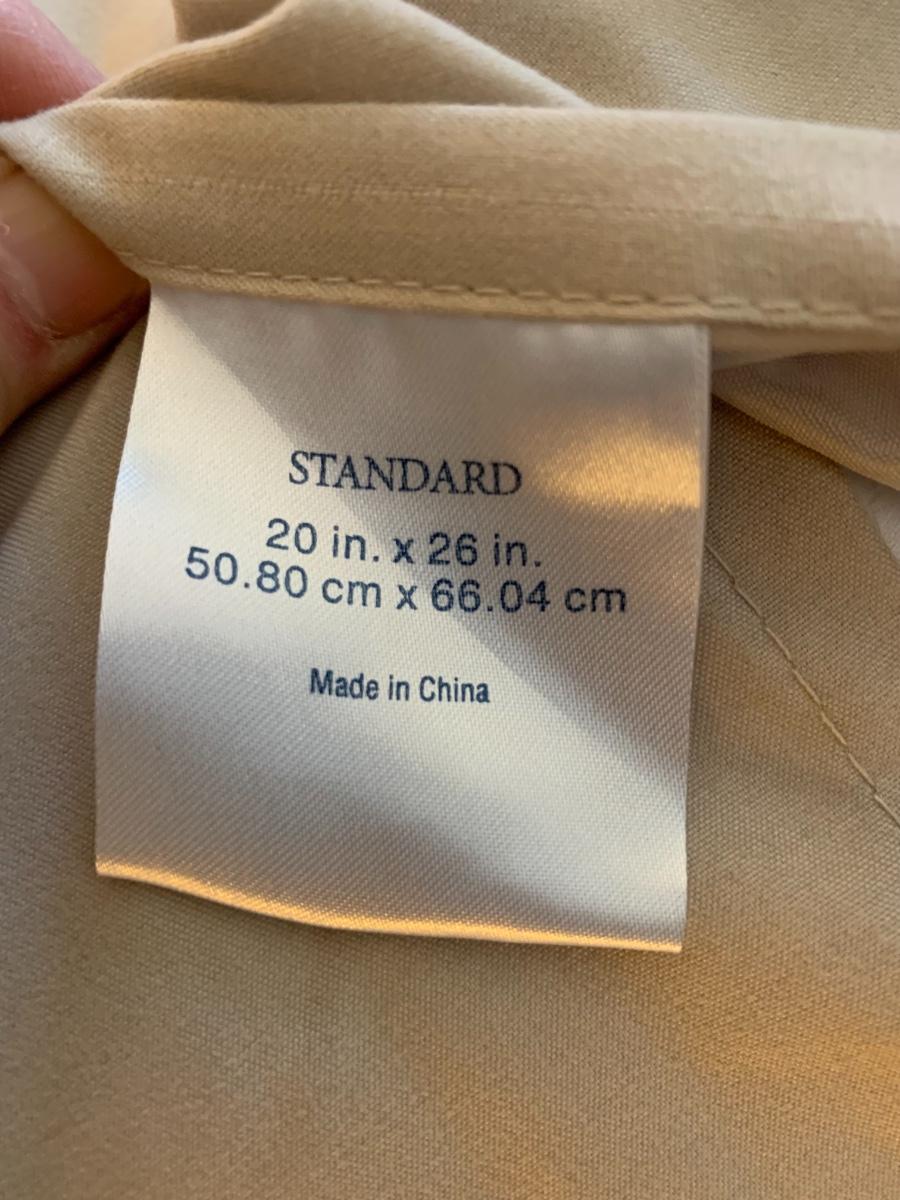 STANDARD
20 in. x 26 in.
50.80 cm x 66.04 cm
Made in China